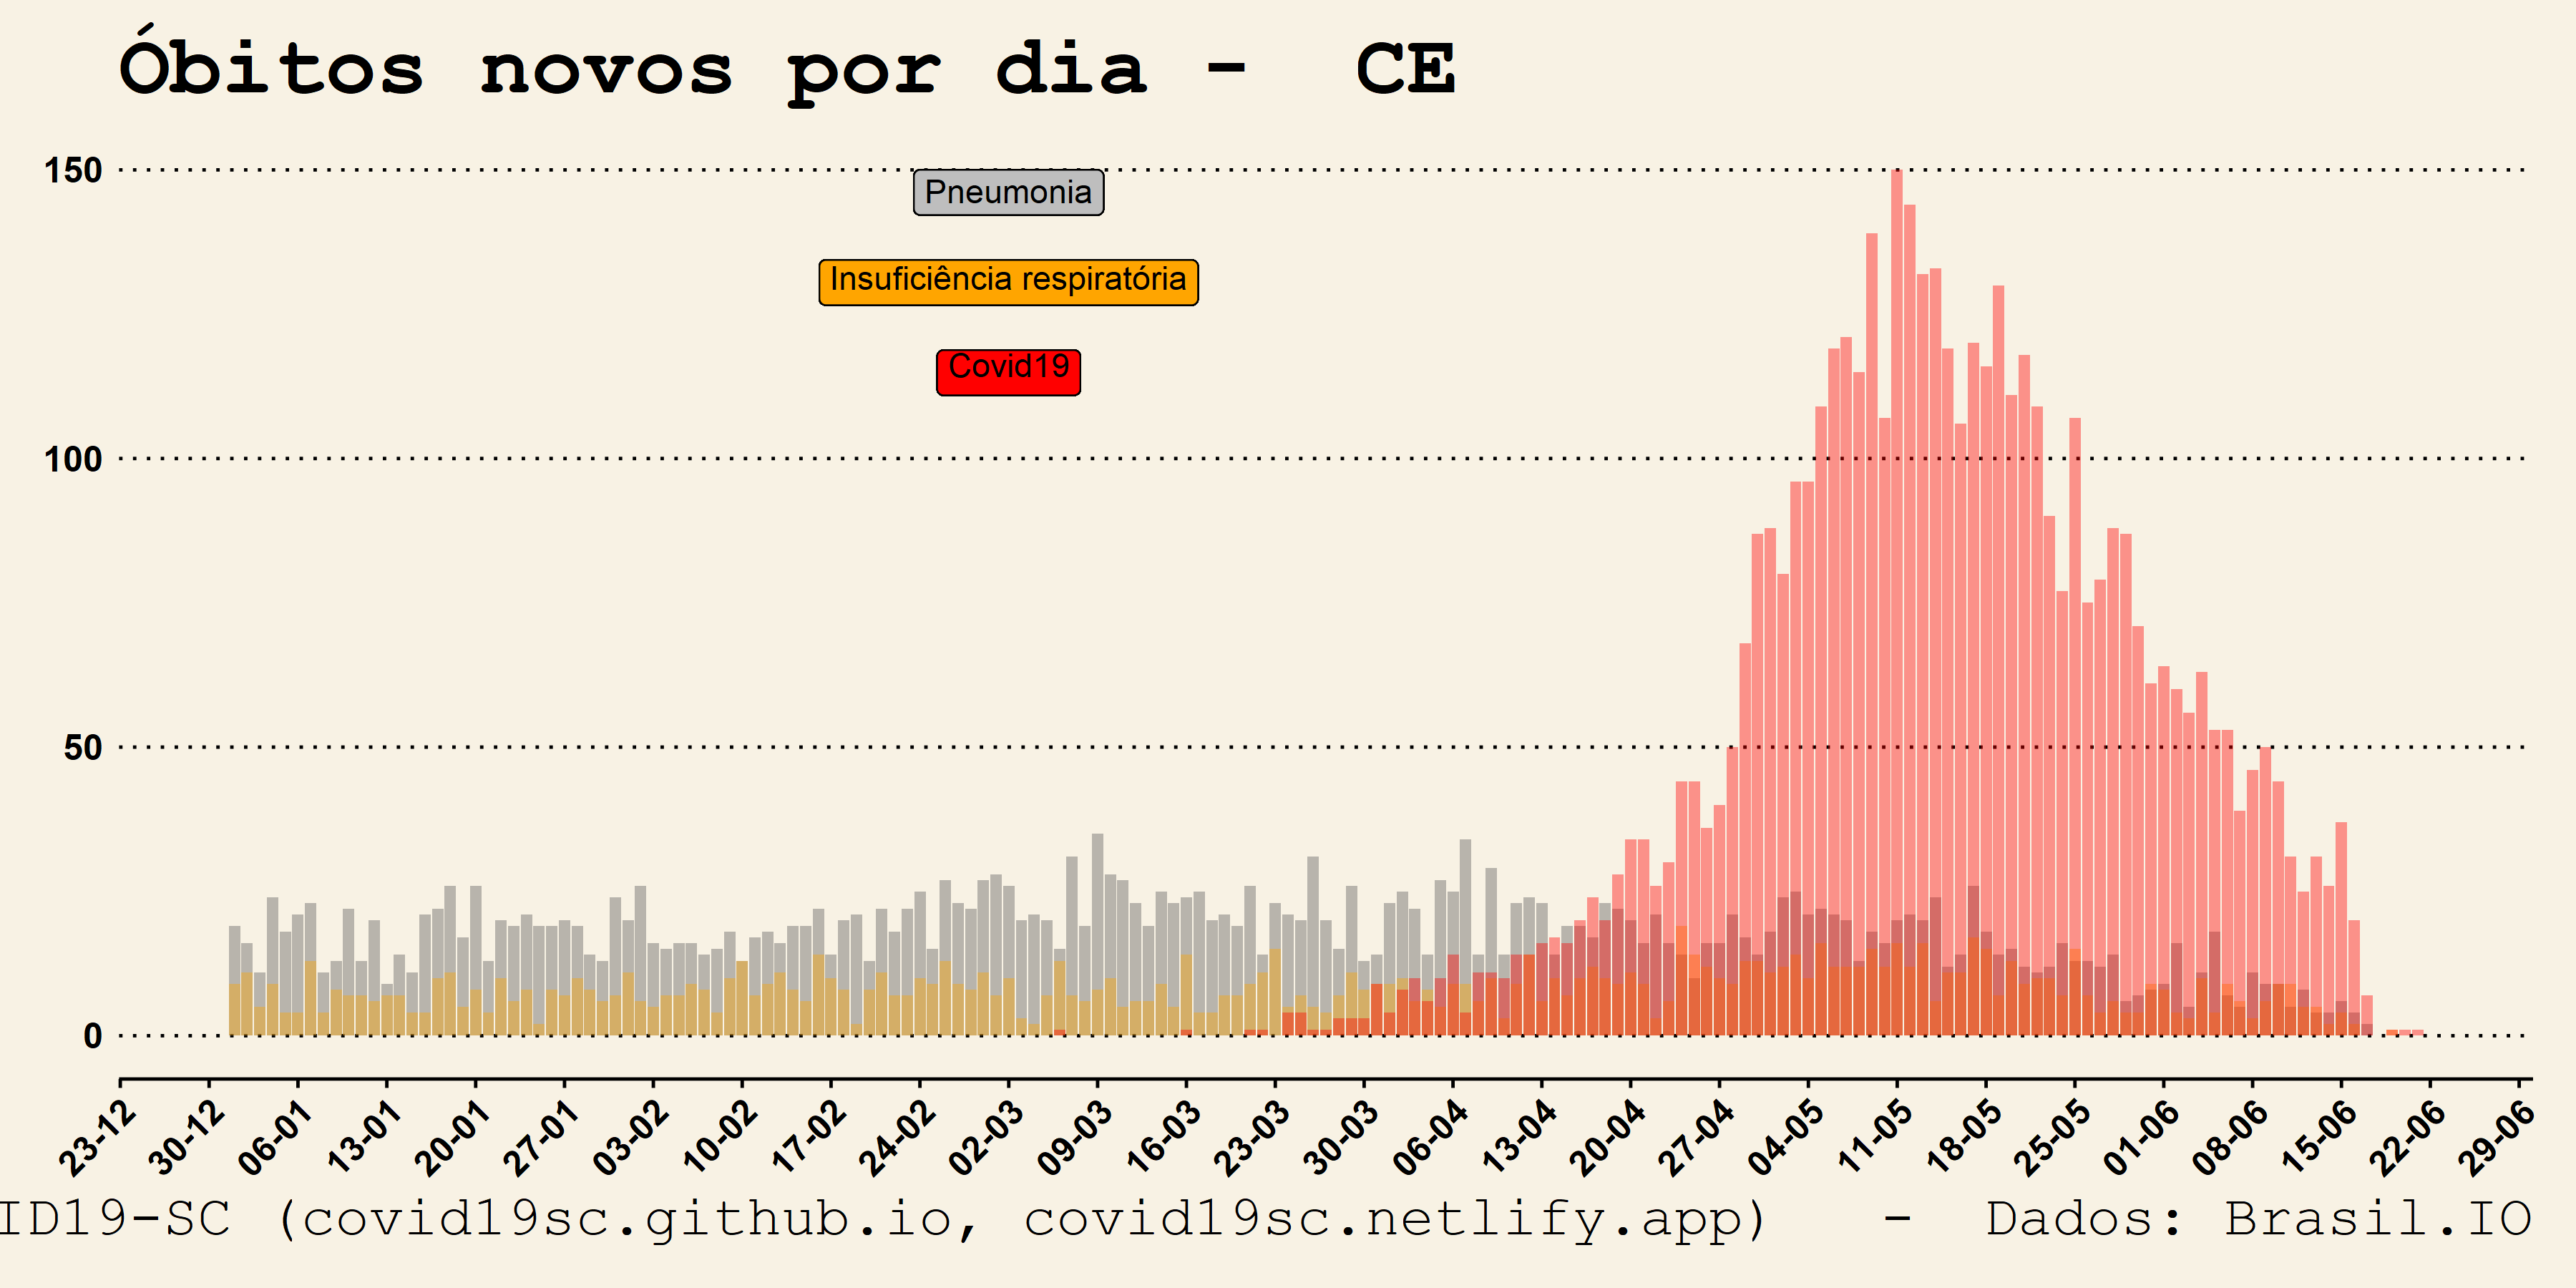 Óbitos novos por dia - CE
150
Pneumonia
Insuficiência respiratória
Covid19
100
50
0
23-12 30-12 06-01 13-01 20-01 27-01 03-02 10-02 17-02 24-02 02-03 09-03 16-03 23-03 30-03 06-04 13-04 20-04 27-04 04-05 11-05 18-05 25-05 01-06 08-06 15-06 22-06 29-06
ID19-SC (covid19sc.github.io, covid19sc.netlify.app) - Dados: Brasil.IO